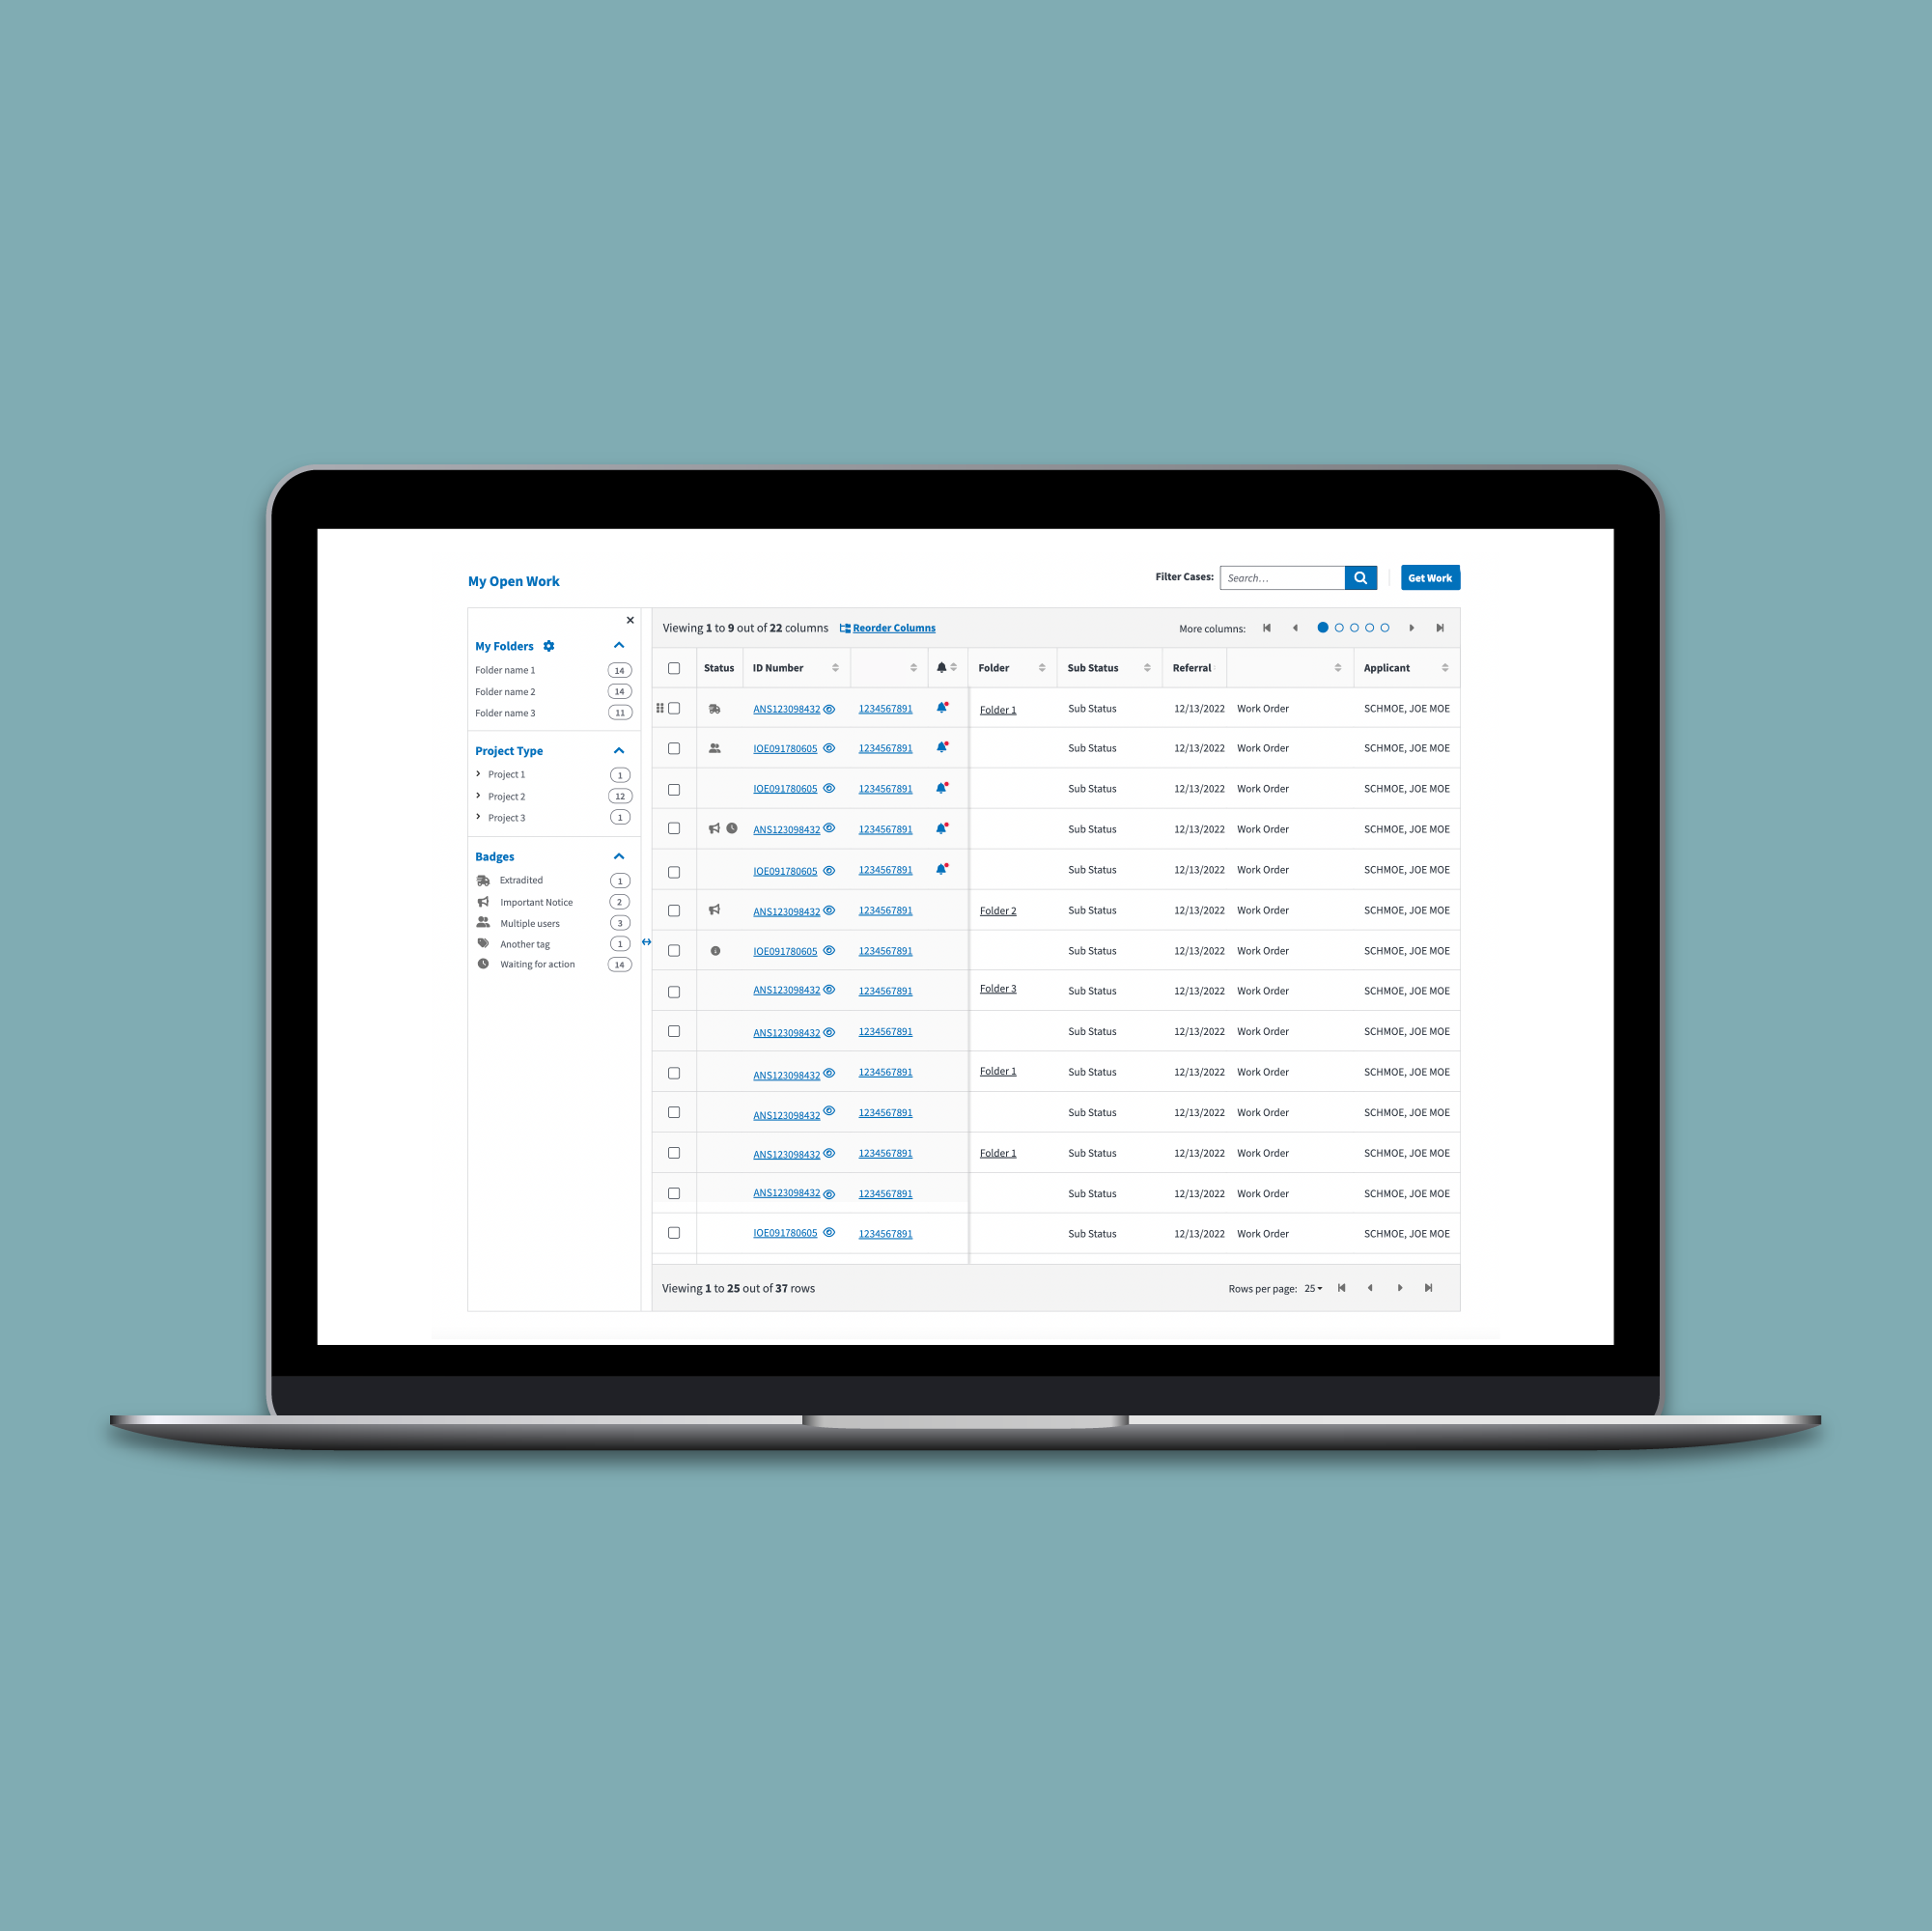 My Open Work
Filter Cases: Search... Get Work
My Folders
Folder name 1 14
Folder name 2 14
Folder name 3 11
Project Type
Project 1 1
Project 2 12
Project 3 1
Badges
Extradited 1
Important Notice 2
Multiple users 3
Another tag 1
Waiting for action 14
Viewing 1 to 9 out of 22 columns Reorder Columns More columns:
Status ID Number Folder Sub Status Referral Applicant
ANS123098432 1234567891 Folder 1 Sub Status 12/13/2022 Work Order SCHMOE, JOE MOE
IOE091780605 1234567891 Sub Status 12/13/2022 Work Order SCHMOE, JOE MOE
IOE091780605 1234567891 Sub Status 12/13/2022 Work Order SCHMOE, JOE MOE
ANS123098432 1234567891 Sub Status 12/13/2022 Work Order SCHMOE, JOE MOE
IOE091780605 1234567891 Sub Status 12/13/2022 Work Order SCHMOE, JOE MOE
ANS123098432 1234567891 Folder 2 Sub Status 12/13/2022 Work Order SCHMOE, JOE MOE
IOE091780605 1234567891 Sub Status 12/13/2022 Work Order SCHMOE, JOE MOE
ANS123098432 1234567891 Folder 3 Sub Status 12/13/2022 Work Order SCHMOE, JOE MOE
ANS123098432 1234567891 Sub Status 12/13/2022 Work Order SCHMOE, JOE MOE
ANS123098432 1234567891 Folder 1 Sub Status 12/13/2022 Work Order SCHMOE, JOE MOE
ANS123098432 1234567891 Sub Status 12/13/2022 Work Order SCHMOE, JOE MOE
ANS123098432 1234567891 Folder 1 Sub Status 12/13/2022 Work Order SCHMOE, JOE MOE
ANS123098432 1234567891 Sub Status 12/13/2022 Work Order SCHMOE, JOE MOE
IOE091780605 1234567891 Sub Status 12/13/2022 Work Order SCHMOE, JOE MOE
Viewing 1 to 25 out of 37 rows Rows per page: 25